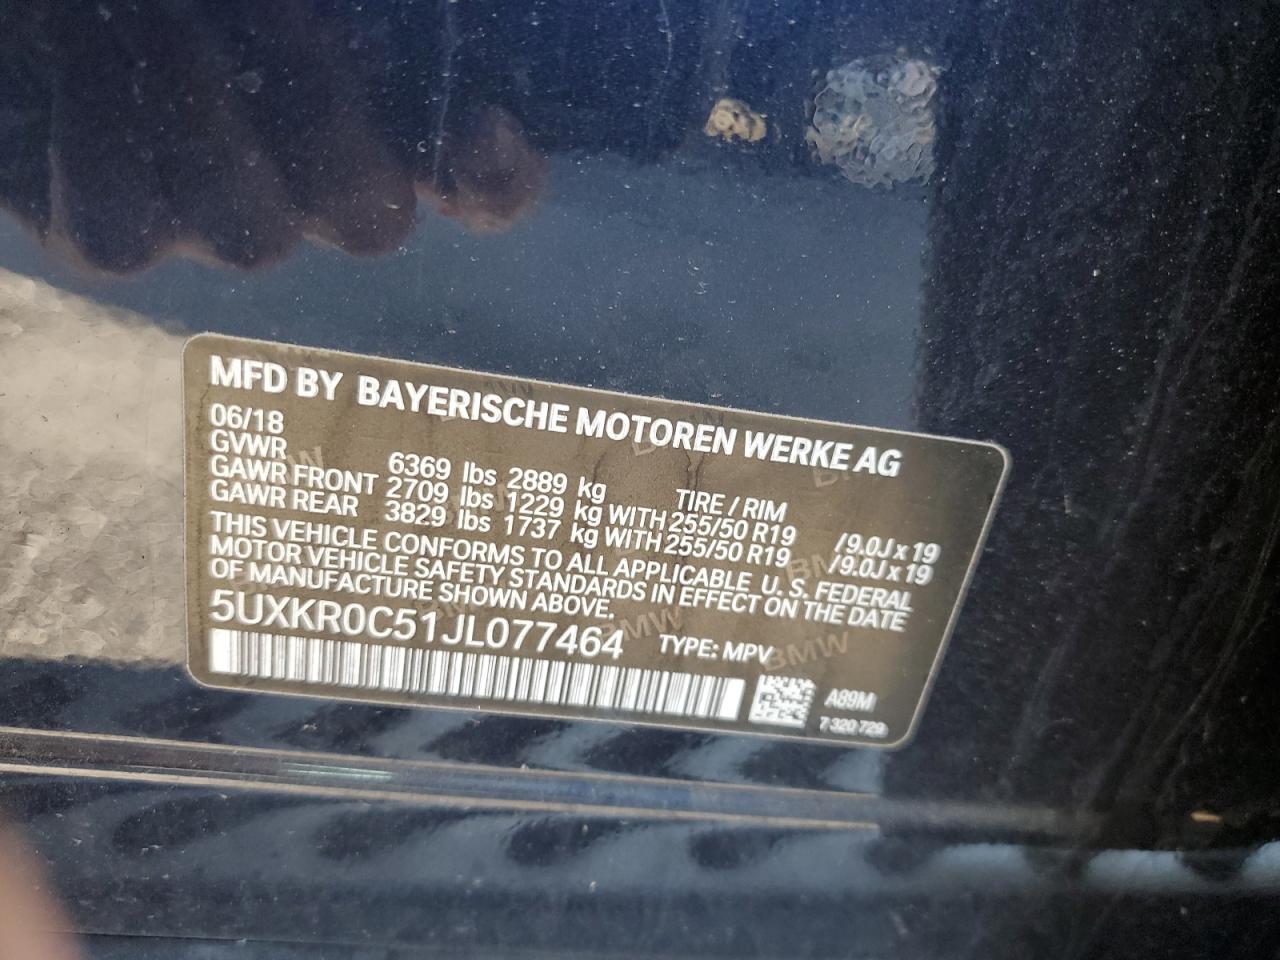 MFD BY BAYERISCHE MOTOREN WERKE AG
06/18
GVWR 6369 lbs 2889 kg TIRE / RIM
GAWR FRONT 2709 lbs 1229 kg WITH 255/50 R19 /9.0J x 19
GAWR REAR 3829 lbs 1737 kg WITH 255/50 R19 /9.0J x 19
THIS VEHICLE CONFORMS TO ALL APPLICABLE U. S. FEDERAL
MOTOR VEHICLE SAFETY STANDARDS IN EFFECT ON THE DATE
OF MANUFACTURE SHOWN ABOVE.
5UXKR0C51JL077464 TYPE: MPV
A89M
7 320 729
BMW